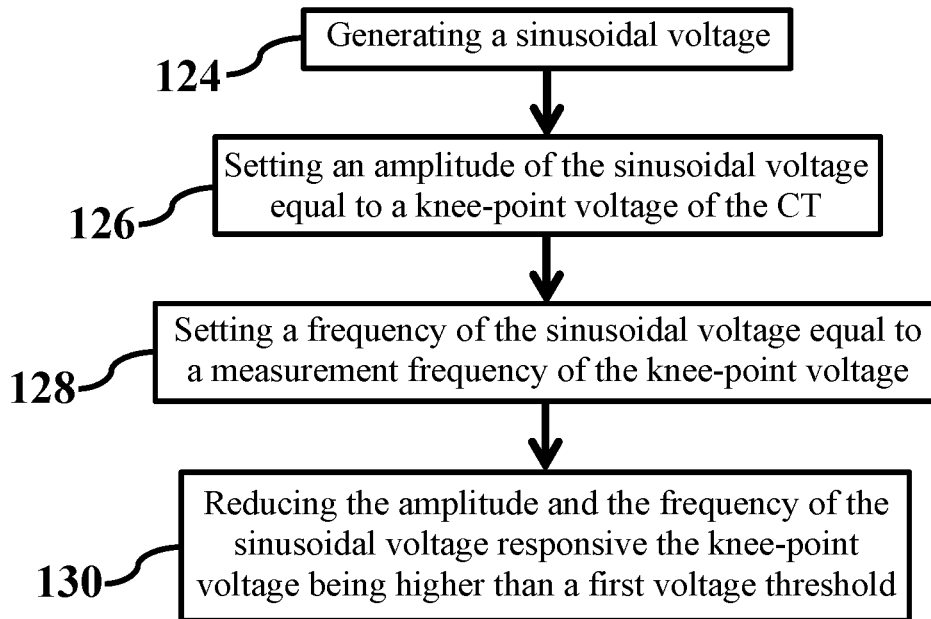 124
Generating a sinusoidal voltage
126
Setting an amplitude of the sinusoidal voltage
equal to a knee-point voltage of the CT
128
Setting a frequency of the sinusoidal voltage equal to
a measurement frequency of the knee-point voltage
130
Reducing the amplitude and the frequency of the
sinusoidal voltage responsive the knee-point
voltage being higher than a first voltage threshold